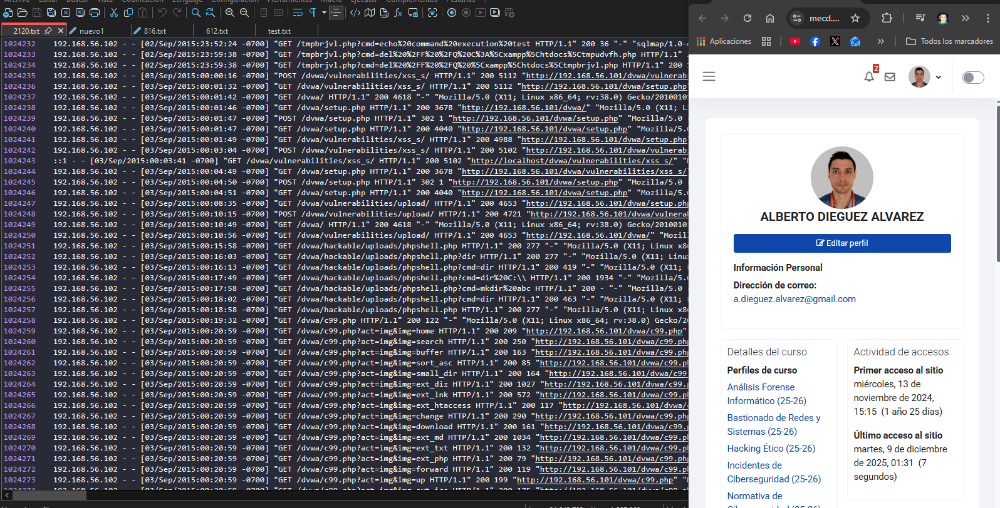 2120.txt
nuevo1
816.txt
612.txt
test.txt
1024232 192.168.56.102 - - [02/Sep/2015:23:52:24 -0700] "GET /tmpbrjvl.php?cmd=echo%20command%20execution%20test HTTP/1.1" 200 36 "-" "sqlmap/1.0-
1024233 192.168.56.102 - - [02/Sep/2015:23:59:38 -0700] "GET /tmpbrjvl.php?cmd=del%20%2FF%20%2FQ%20C%3A%5Cxampp%5Chtdocs%5Ctmpudvfh.php HTTP/1.1"
1024234 192.168.56.102 - - [02/Sep/2015:23:59:38 -0700] "GET /tmpbrjvl.php?cmd=del%20%2FF%20%2FQ%20%5Cxampp%5Chtdocs%5Ctmpbrjvl.php HTTP/1.1" 200
1024235 192.168.56.102 - - [03/Sep/2015:00:00:16 -0700] "POST /dvwa/vulnerabilities/xss_s/ HTTP/1.1" 200 5112 "http://192.168.56.101/dvwa/vulnerabi
1024236 192.168.56.102 - - [03/Sep/2015:00:01:32 -0700] "GET /dvwa/vulnerabilities/xss_s/ HTTP/1.1" 200 5112 "http://192.168.56.101/dvwa/setup.php"
1024237 192.168.56.102 - - [03/Sep/2015:00:01:42 -0700] "GET /dvwa/ HTTP/1.1" 200 4618 "-" "Mozilla/5.0 (X11; Linux x86_64; rv:38.0) Gecko/2010010
1024238 192.168.56.102 - - [03/Sep/2015:00:01:46 -0700] "GET /dvwa/setup.php HTTP/1.1" 200 3678 "http://192.168.56.101/dvwa/" "Mozilla/5.0 (X11; Li
1024239 192.168.56.102 - - [03/Sep/2015:00:01:47 -0700] "POST /dvwa/setup.php HTTP/1.1" 302 1 "http://192.168.56.101/dvwa/setup.php" "Mozilla/5.0
1024240 192.168.56.102 - - [03/Sep/2015:00:01:47 -0700] "GET /dvwa/setup.php HTTP/1.1" 200 4040 "http://192.168.56.101/dvwa/setup.php" "Mozilla/5.0
1024241 192.168.56.102 - - [03/Sep/2015:00:01:49 -0700] "GET /dvwa/vulnerabilities/xss_s/ HTTP/1.1" 200 4988 "http://192.168.56.101/dvwa/setup.php"
1024242 192.168.56.102 - - [03/Sep/2015:00:03:04 -0700] "POST /dvwa/vulnerabilities/xss_s/ HTTP/1.1" 200 5102 "http://192.168.56.101/dvwa/vulnerabi
1024243 ::1 - - [03/Sep/2015:00:03:41 -0700] "GET /dvwa/vulnerabilities/xss_s/ HTTP/1.1" 200 5102 "http://localhost/dvwa/vulnerabilities/xss_s/"
1024244 192.168.56.102 - - [03/Sep/2015:00:04:49 -0700] "GET /dvwa/setup.php HTTP/1.1" 200 3678 "http://192.168.56.101/dvwa/vulnerabilities/xss_s/"
1024245 192.168.56.102 - - [03/Sep/2015:00:04:50 -0700] "POST /dvwa/setup.php HTTP/1.1" 302 1 "http://192.168.56.101/dvwa/setup.php" "Mozilla/5.0
1024246 192.168.56.102 - - [03/Sep/2015:00:04:51 -0700] "GET /dvwa/setup.php HTTP/1.1" 200 4040 "http://192.168.56.101/dvwa/setup.php" "Mozilla/5.0
1024247 192.168.56.102 - - [03/Sep/2015:00:08:35 -0700] "GET /dvwa/vulnerabilities/upload/ HTTP/1.1" 200 4653 "http://192.168.56.101/dvwa/setup.php
1024248 192.168.56.102 - - [03/Sep/2015:00:10:15 -0700] "POST /dvwa/vulnerabilities/upload/ HTTP/1.1" 200 4721 "http://192.168.56.101/dvwa/vulnerab
1024249 192.168.56.102 - - [03/Sep/2015:00:10:49 -0700] "GET /dvwa/ HTTP/1.1" 200 4618 "-" "Mozilla/5.0 (X11; Linux x86_64; rv:38.0) Gecko/2010010
1024250 192.168.56.102 - - [03/Sep/2015:00:10:56 -0700] "GET /dvwa/vulnerabilities/upload/ HTTP/1.1" 200 4653 "http://192.168.56.101/dvwa/" "Mozill
1024251 192.168.56.102 - - [03/Sep/2015:00:15:58 -0700] "GET /dvwa/hackable/uploads/phpshell.php HTTP/1.1" 200 277 "-" "Mozilla/5.0 (X11; Linux x8
1024252 192.168.56.102 - - [03/Sep/2015:00:16:03 -0700] "GET /dvwa/hackable/uploads/phpshell.php?dir HTTP/1.1" 200 277 "-" "Mozilla/5.0 (X11; Linu
1024253 192.168.56.102 - - [03/Sep/2015:00:16:13 -0700] "GET /dvwa/hackable/uploads/phpshell.php?cmd=dir HTTP/1.1" 200 419 "-" "Mozilla/5.0 (X11; L
1024254 192.168.56.102 - - [03/Sep/2015:00:17:49 -0700] "GET /dvwa/hackable/uploads/phpshell.php?cmd=dir%20C:\\ HTTP/1.1" 200 1934 "-" "Mozilla/5.0
1024255 192.168.56.102 - - [03/Sep/2015:00:17:58 -0700] "GET /dvwa/hackable/uploads/phpshell.php?cmd=mkdir%20abc HTTP/1.1" 200 - "-" "Mozilla/5.0 (
1024256 192.168.56.102 - - [03/Sep/2015:00:18:02 -0700] "GET /dvwa/hackable/uploads/phpshell.php?cmd=dir HTTP/1.1" 200 463 "-" "Mozilla/5.0 (X11; L
1024257 192.168.56.102 - - [03/Sep/2015:00:18:58 -0700] "GET /dvwa/hackable/uploads/phpshell.php HTTP/1.1" 200 277 "-" "Mozilla/5.0 (X11; Linux x8
1024258 192.168.56.102 - - [03/Sep/2015:00:19:32 -0700] "GET /dvwa/c99.php HTTP/1.1" 200 122 "-" "Mozilla/5.0 (X11; Linux x86_64; rv:38.0) Gecko/20
1024259 192.168.56.102 - - [03/Sep/2015:00:20:59 -0700] "GET /dvwa/c99.php?act=img&img=home HTTP/1.1" 200 209 "http://192.168.56.101/dvwa/c99.php"
1024260 192.168.56.102 - - [03/Sep/2015:00:20:59 -0700] "GET /dvwa/c99.php?act=img&img=search HTTP/1.1" 200 250 "http://192.168.56.101/dvwa/c99.php
1024261 192.168.56.102 - - [03/Sep/2015:00:20:59 -0700] "GET /dvwa/c99.php?act=img&img=buffer HTTP/1.1" 200 163 "http://192.168.56.101/dvwa/c99.php
1024262 192.168.56.102 - - [03/Sep/2015:00:20:59 -0700] "GET /dvwa/c99.php?act=img&img=sort_asc HTTP/1.1" 200 85 "http://192.168.56.101/dvwa/c99.p
1024263 192.168.56.102 - - [03/Sep/2015:00:20:59 -0700] "GET /dvwa/c99.php?act=img&img=small_dir HTTP/1.1" 200 164 "http://192.168.56.101/dvwa/c99.
1024264 192.168.56.102 - - [03/Sep/2015:00:20:59 -0700] "GET /dvwa/c99.php?act=img&img=ext_diz HTTP/1.1" 200 1027 "http://192.168.56.101/dvwa/c99.p
1024265 192.168.56.102 - - [03/Sep/2015:00:20:59 -0700] "GET /dvwa/c99.php?act=img&img=ext_lnk HTTP/1.1" 200 572 "http://192.168.56.101/dvwa/c99.ph
1024266 192.168.56.102 - - [03/Sep/2015:00:20:59 -0700] "GET /dvwa/c99.php?act=img&img=ext_htaccess HTTP/1.1" 200 117 "http://192.168.56.101/dvwa/c
1024267 192.168.56.102 - - [03/Sep/2015:00:20:59 -0700] "GET /dvwa/c99.php?act=img&img=change HTTP/1.1" 200 290 "http://192.168.56.101/dvwa/c99.php
1024268 192.168.56.102 - - [03/Sep/2015:00:20:59 -0700] "GET /dvwa/c99.php?act=img&img=download HTTP/1.1" 200 161 "http://192.168.56.101/dvwa/c99.p
1024269 192.168.56.102 - - [03/Sep/2015:00:20:59 -0700] "GET /dvwa/c99.php?act=img&img=ext_md HTTP/1.1" 200 1034 "http://192.168.56.101/dvwa/c99.ph
1024270 192.168.56.102 - - [03/Sep/2015:00:20:59 -0700] "GET /dvwa/c99.php?act=img&img=ext_txt HTTP/1.1" 200 132 "http://192.168.56.101/dvwa/c99.ph
1024271 192.168.56.102 - - [03/Sep/2015:00:20:59 -0700] "GET /dvwa/c99.php?act=img&img=ext_php HTTP/1.1" 200 79 "http://192.168.56.101/dvwa/c99.php
1024272 192.168.56.102 - - [03/Sep/2015:00:20:59 -0700] "GET /dvwa/c99.php?act=img&img=forward HTTP/1.1" 200 119 "http://192.168.56.101/dvwa/c99.ph
1024273 192.168.56.102 - - [03/Sep/2015:00:20:59 -0700] "GET /dvwa/c99.php?act=img&img=up HTTP/1.1" 200 199 "http://192.168.56.101/dvwa/c99.php" "M
mecd....
Aplicaciones
Todos los marcadores
2
ALBERTO DIEGUEZ ALVAREZ
Editar perfil
Información Personal
Dirección de correo:
a.dieguez.alvarez@gmail.com
Detalles del curso
Perfiles de curso
Análisis Forense
Informático (25-26)
Bastionado de Redes y
Sistemas (25-26)
Hacking Ético (25-26)
Incidentes de
Ciberseguridad (25-26)
Normativa de
Actividad de accesos
Primer acceso al sitio
miércoles, 13 de
noviembre de 2024,
15:15 (1 año 25 días)
Último acceso al sitio
martes, 9 de diciembre
de 2025, 01:31 (7
segundos)